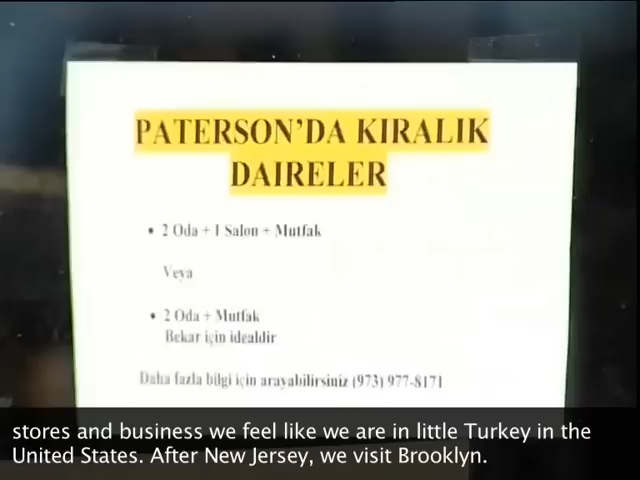 PATERSON'DA KIRALIK
DAIRELER
• 2 Oda + 1 Salon + Mutfak
Veya
• 2 Oda + Mutfak
Bekar için idealdir
Daha fazla bilgi için arayabilirsiniz (973) 977-8171
stores and business we feel like we are in little Turkey in the
United States. After New Jersey, we visit Brooklyn.